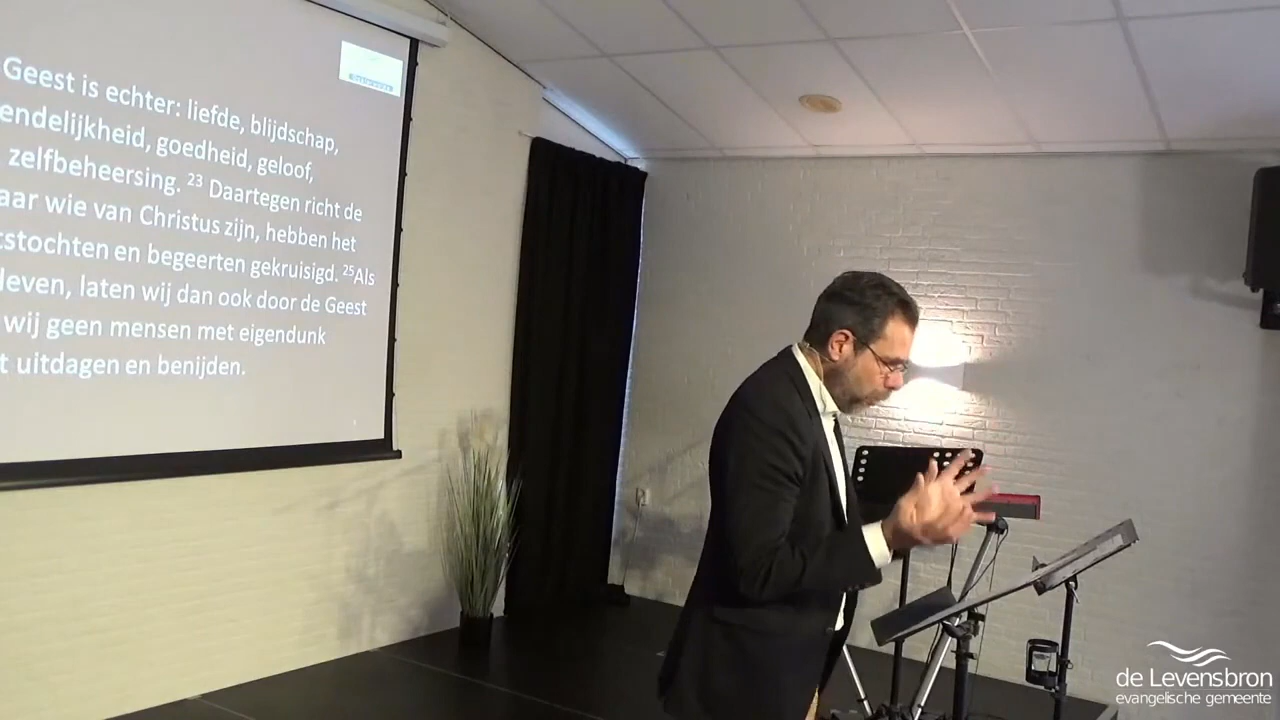 Geest is echter: liefde, blijdschap,
endelijkheid, goedheid, geloof,
zelfbeheersing. ²³ Daartegen richt de
aar wie van Christus zijn, hebben het
tstochten en begeerten gekruisigd. ²⁵Als
leven, laten wij dan ook door de Geest
wij geen mensen met eigendunk
t uitdagen en benijden.
de Levensbron
evangelische gemeente